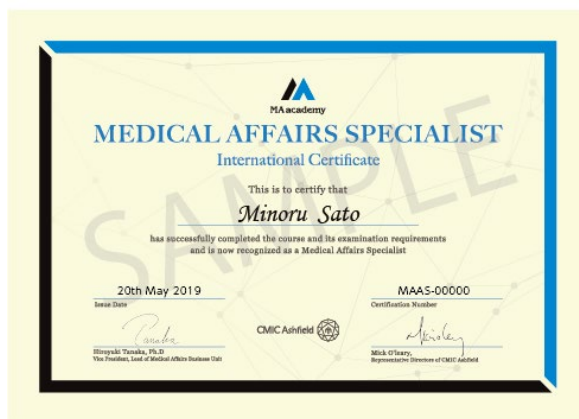 MA academy
MEDICAL AFFAIRS SPECIALIST
International Certificate
This is to certify that
Minoru Sato
has successfully completed the course and its examination requirements
and is now recognized as a Medical Affairs Specialist
SAMPLE
20th May 2019
Issue Date
MAAS-00000
Certification Number
Tanaka
CMIC Ashfield
Hiroyuki Tanaka, Ph.D
Vice President, Lead of Medical Affairs Business Unit
Mick O'leary,
Representative Directors of CMIC Ashfield